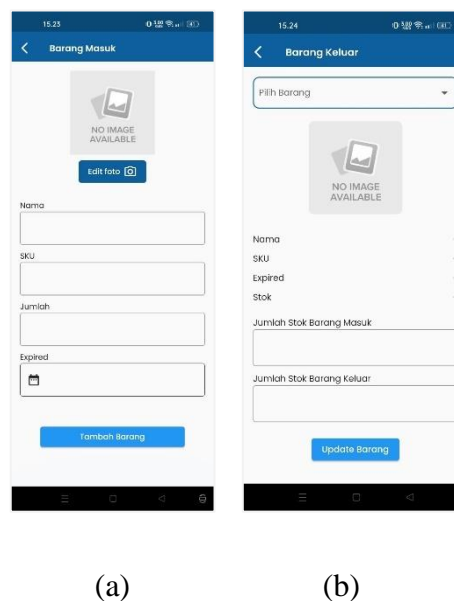 15.23
Barang Masuk
NO IMAGE
AVAILABLE
Edit foto
Nama
SKU
Jumlah
Expired
Tambah Barang
(a)
15.24
Barang Keluar
Pilih Barang
NO IMAGE
AVAILABLE
Nama
SKU
Expired
Stok
Jumlah Stok Barang Masuk
Jumlah Stok Barang Keluar
Update Barang
(b)